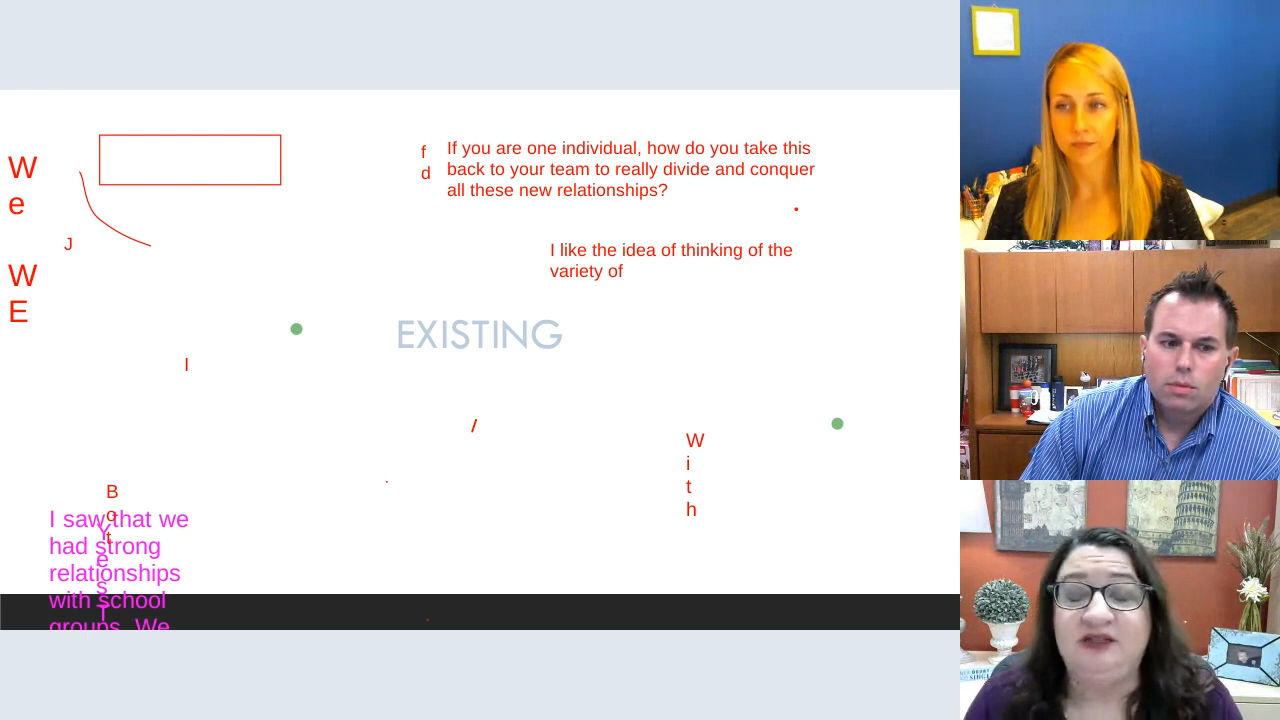 W
e
W
E
J
f
d
If you are one individual, how do you take this
back to your team to really divide and conquer
all these new relationships?
I like the idea of thinking of the
variety of
EXISTING
I
/
W
i
t
h
B
o
t
I saw that we
had strong
relationships
with school
groups. We
Y
e
s
T